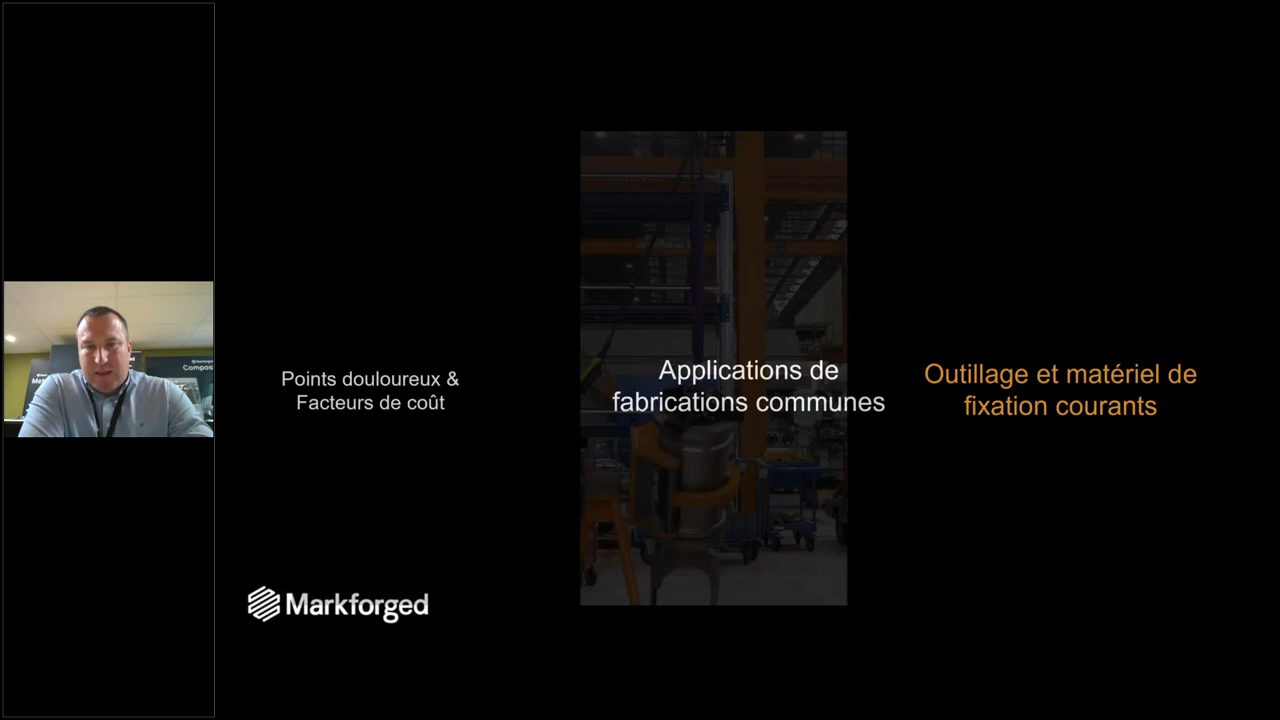 Points douloureux &
Facteurs de coût
Applications de
fabrications communes
Outillage et matériel de
fixation courants
Markforged